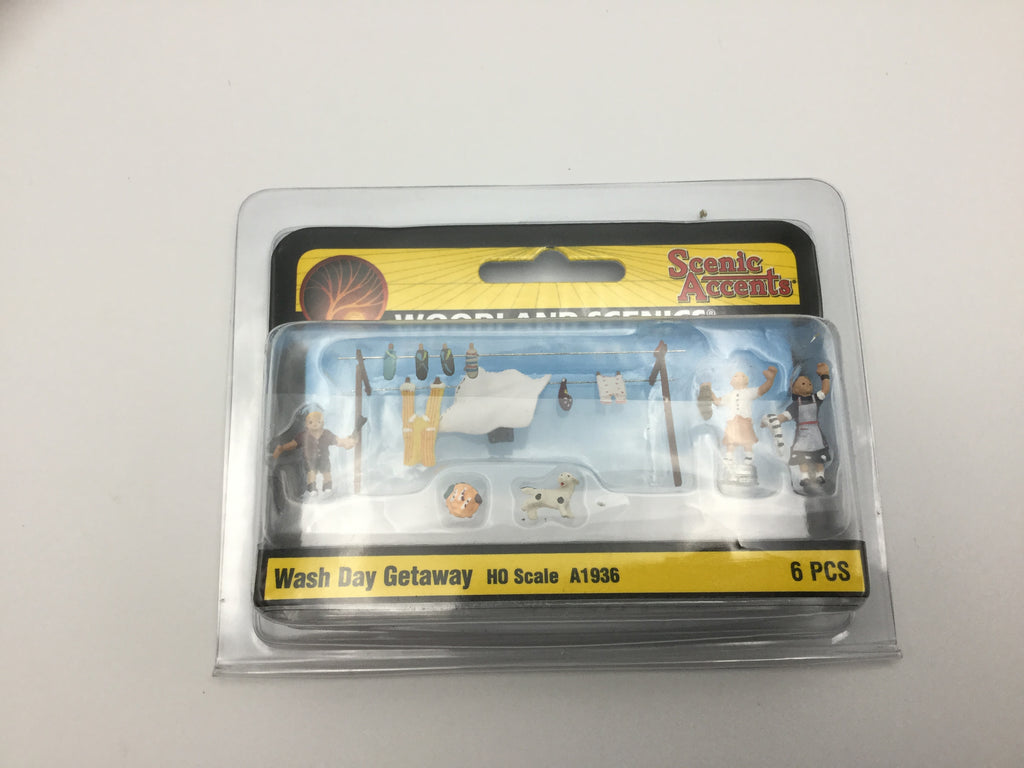 Scenic
Accents®
WOODLAND SCENICS®
Wash Day Getaway HO Scale A1936 6 PCS